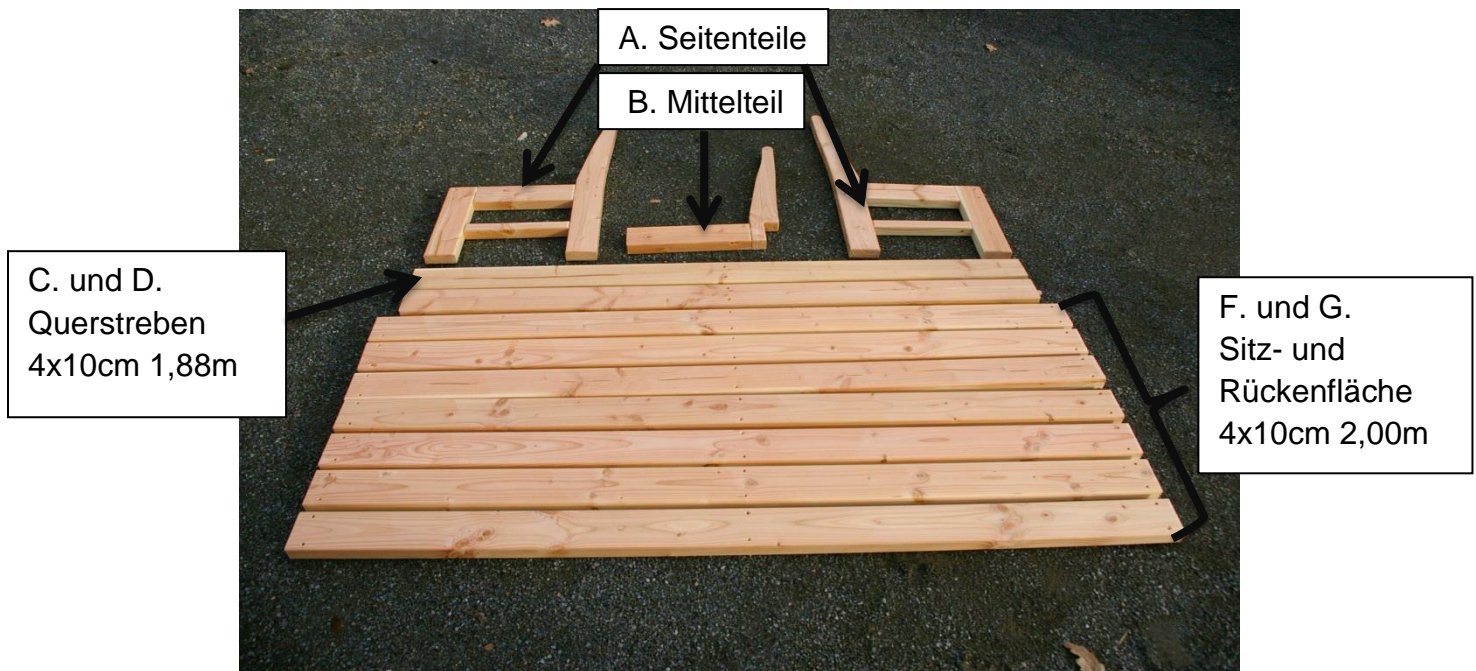 A. Seitenteile
B. Mittelteil
C. und D.
Querstreben
4x10cm 1,88m
F. und G.
Sitz- und
Rückenfläche
4x10cm 2,00m